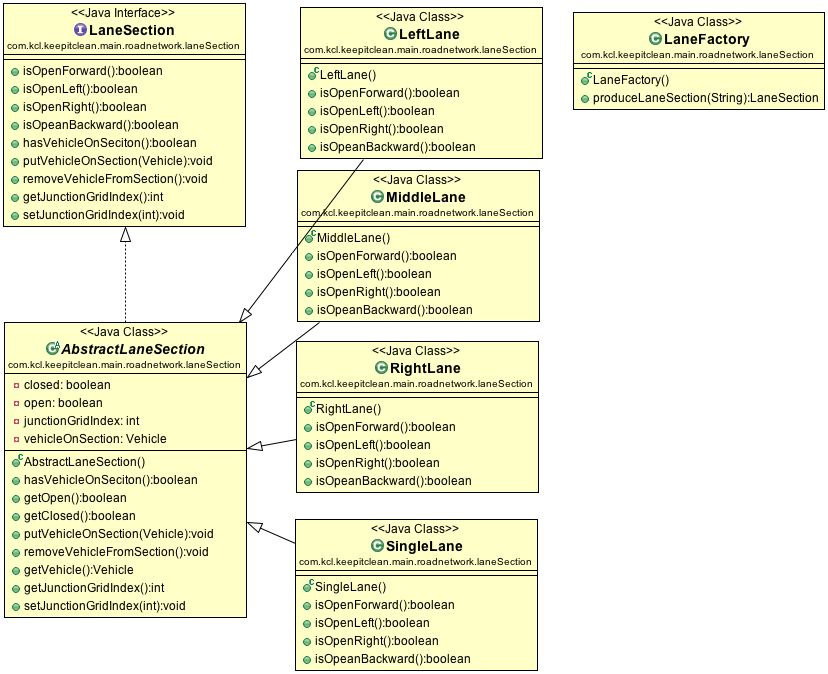 <<Java Interface>>
LaneSection
com.kcl.keepitclean.main.roadnetwork.laneSection
isOpenForward():boolean
isOpenLeft():boolean
isOpenRight():boolean
isOpeanBackward():boolean
hasVehicleOnSeciton():boolean
putVehicleOnSection(Vehicle):void
removeVehicleFromSection():void
getJunctionGridIndex():int
setJunctionGridIndex(int):void
<<Java Class>>
AbstractLaneSection
com.kcl.keepitclean.main.roadnetwork.laneSection
closed: boolean
open: boolean
junctionGridIndex: int
vehicleOnSection: Vehicle
AbstractLaneSection()
hasVehicleOnSeciton():boolean
getOpen():boolean
getClosed():boolean
putVehicleOnSection(Vehicle):void
removeVehicleFromSection():void
getVehicle():Vehicle
getJunctionGridIndex():int
setJunctionGridIndex(int):void
<<Java Class>>
LeftLane
com.kcl.keepitclean.main.roadnetwork.laneSection
LeftLane()
isOpenForward():boolean
isOpenLeft():boolean
isOpenRight():boolean
isOpeanBackward():boolean
<<Java Class>>
MiddleLane
com.kcl.keepitclean.main.roadnetwork.laneSection
MiddleLane()
isOpenForward():boolean
isOpenLeft():boolean
isOpenRight():boolean
isOpeanBackward():boolean
<<Java Class>>
RightLane
com.kcl.keepitclean.main.roadnetwork.laneSection
RightLane()
isOpenForward():boolean
isOpenLeft():boolean
isOpenRight():boolean
isOpeanBackward():boolean
<<Java Class>>
SingleLane
com.kcl.keepitclean.main.roadnetwork.laneSection
SingleLane()
isOpenForward():boolean
isOpenLeft():boolean
isOpenRight():boolean
isOpeanBackward():boolean
<<Java Class>>
LaneFactory
com.kcl.keepitclean.main.roadnetwork.laneSection
LaneFactory()
produceLaneSection(String):LaneSection